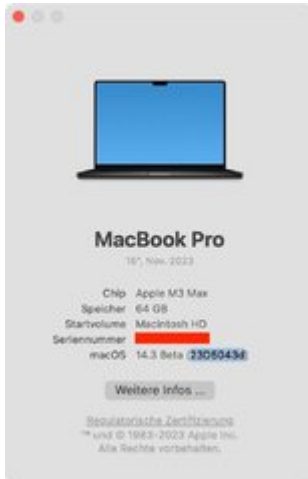 MacBook Pro
16", Nov. 2023
Chip Apple M3 Max
Speicher 64 GB
Startvolume Macintosh HD
Seriennummer
macOS 14.3 Beta (23D5043d)
Weitere Infos ...
Regulatorische Zertifizierung
™ und © 1983-2023 Apple Inc.
Alle Rechte vorbehalten.